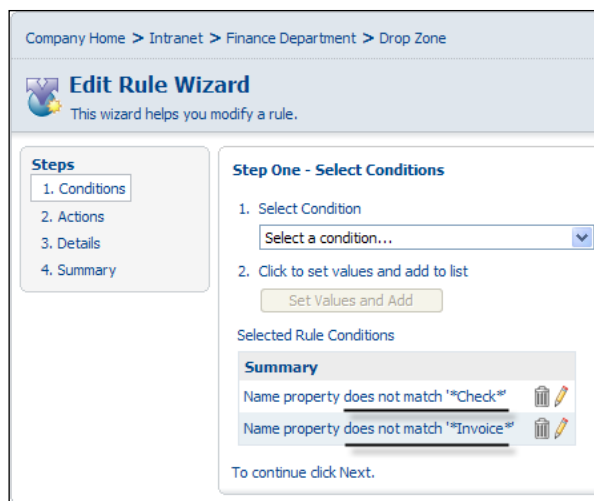 Company Home > Intranet > Finance Department > Drop Zone
Edit Rule Wizard
This wizard helps you modify a rule.
Steps
1. Conditions
2. Actions
3. Details
4. Summary
Step One - Select Conditions
1. Select Condition
Select a condition...
2. Click to set values and add to list
Set Values and Add
Selected Rule Conditions
Summary
Name property does not match '*Check*'
Name property does not match '*Invoice*'
To continue click Next.